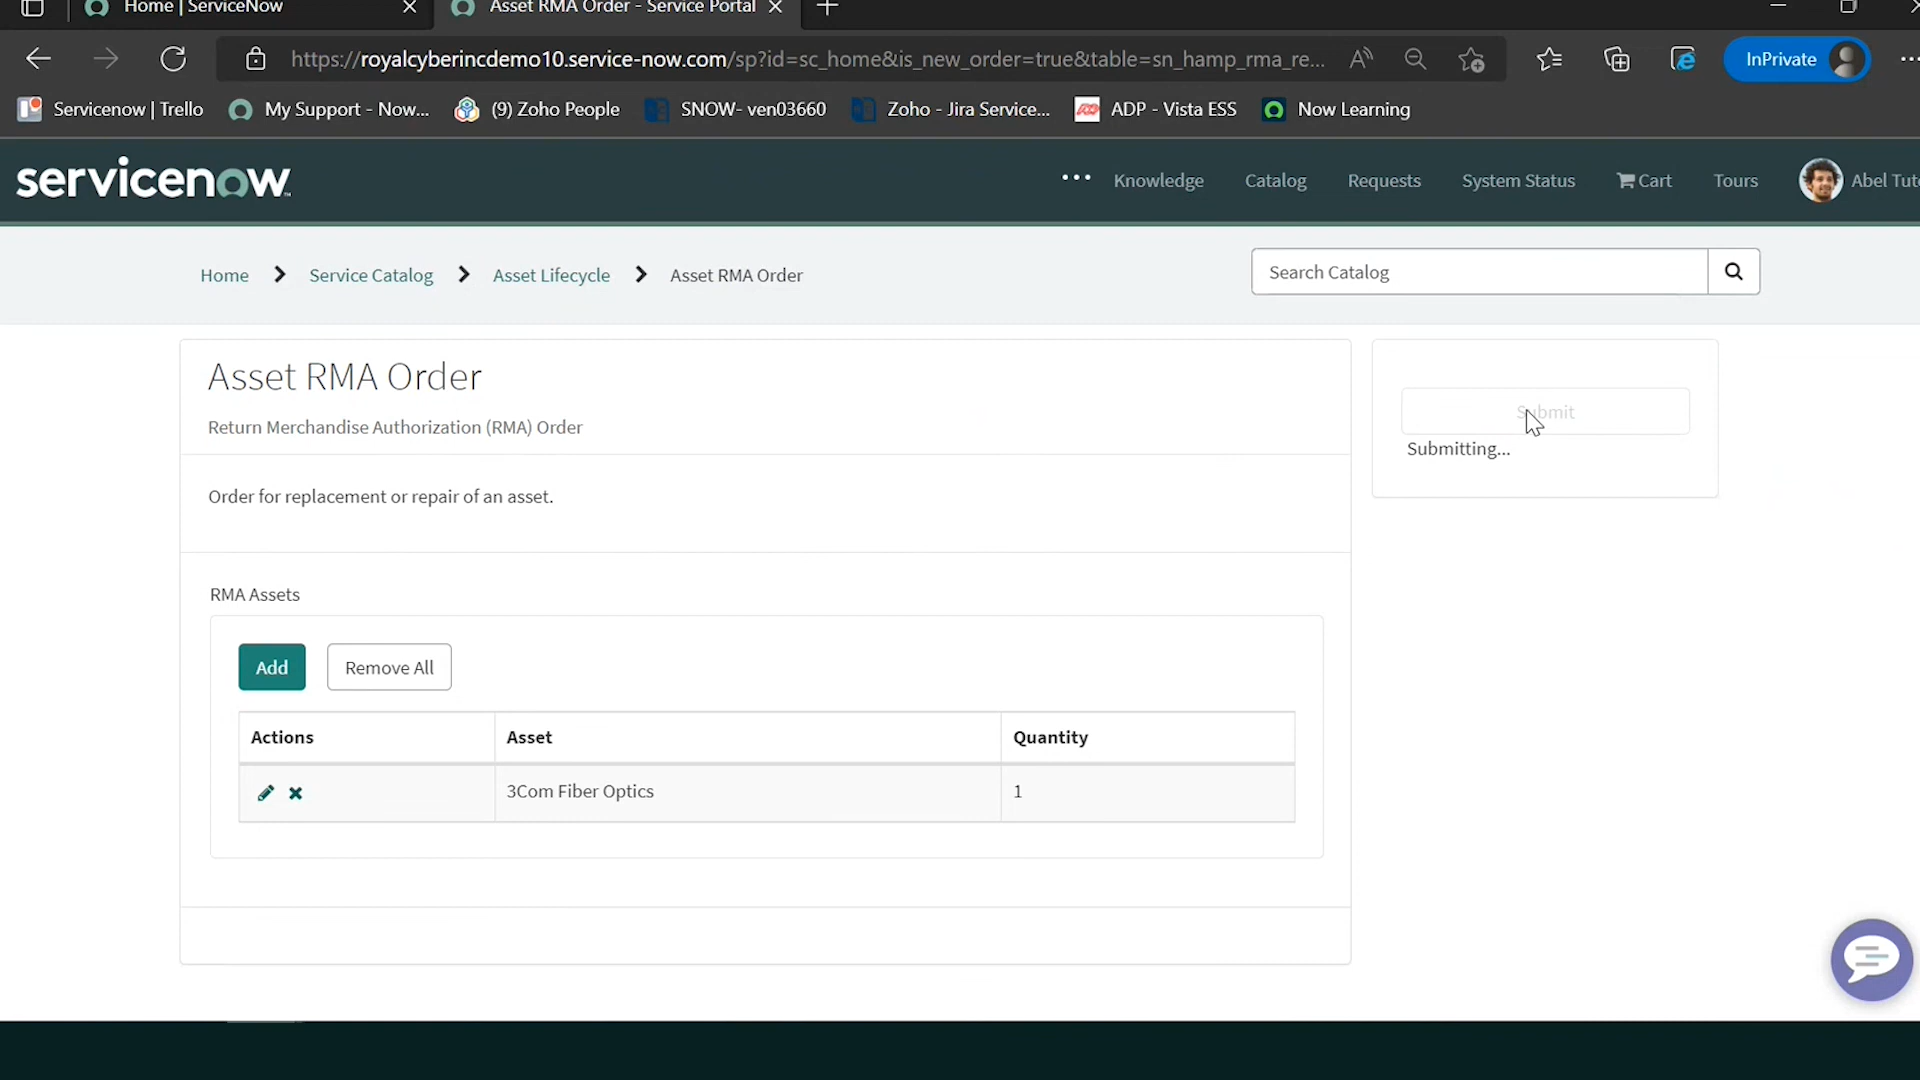 Home | ServiceNow
Asset RMA Order - Service Portal
https://royalcyberincdemo10.service-now.com/sp?id=sc_home&is_new_order=true&table=sn_hamp_rma_re...
InPrivate
Servicenow | Trello
My Support - Now...
(9) Zoho People
SNOW- ven03660
Zoho - Jira Service...
ADP - Vista ESS
Now Learning
servicenow
... Knowledge
Catalog
Requests
System Status
Cart
Tours
Abel Tut
Home > Service Catalog > Asset Lifecycle > Asset RMA Order
Search Catalog
Asset RMA Order
Return Merchandise Authorization (RMA) Order
Order for replacement or repair of an asset.
Submit
Submitting...
RMA Assets
Add
Remove All
Actions Asset Quantity
3Com Fiber Optics 1